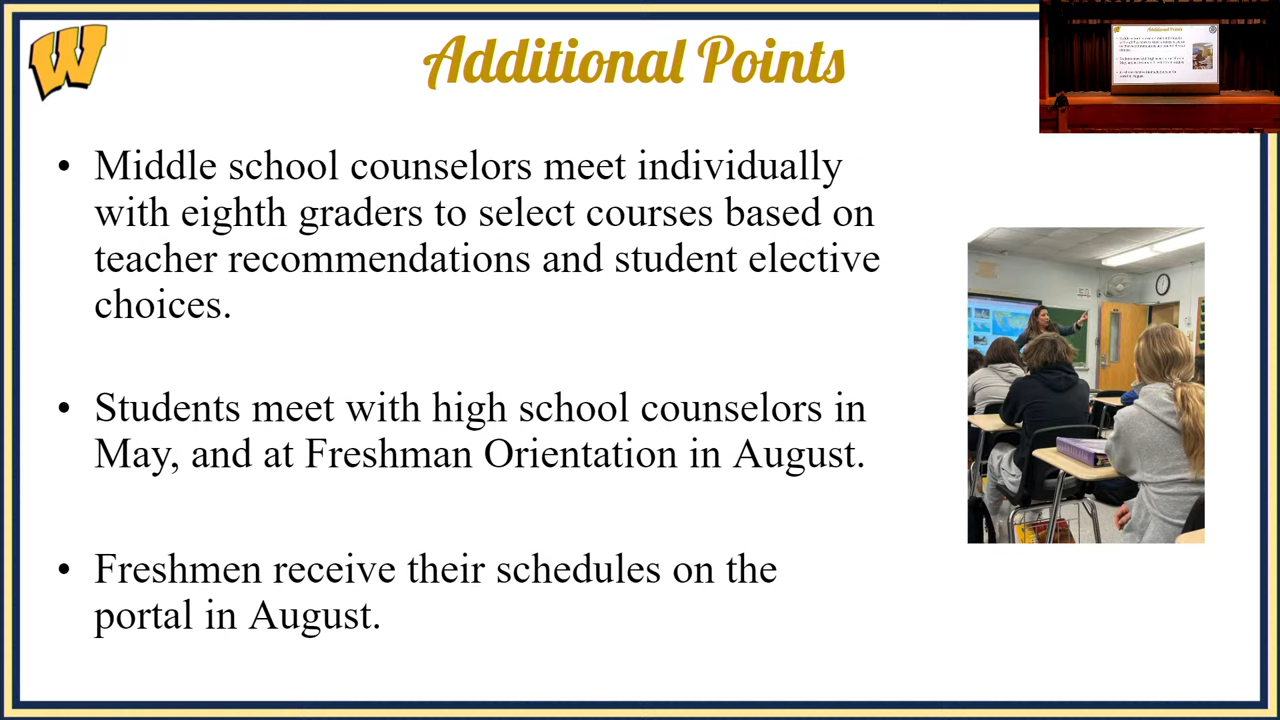 W
Additional Points
• Middle school counselors meet individually
with eighth graders to select courses based on
teacher recommendations and student elective
choices.
• Students meet with high school counselors in
May, and at Freshman Orientation in August.
• Freshmen receive their schedules on the
portal in August.
Additional Points